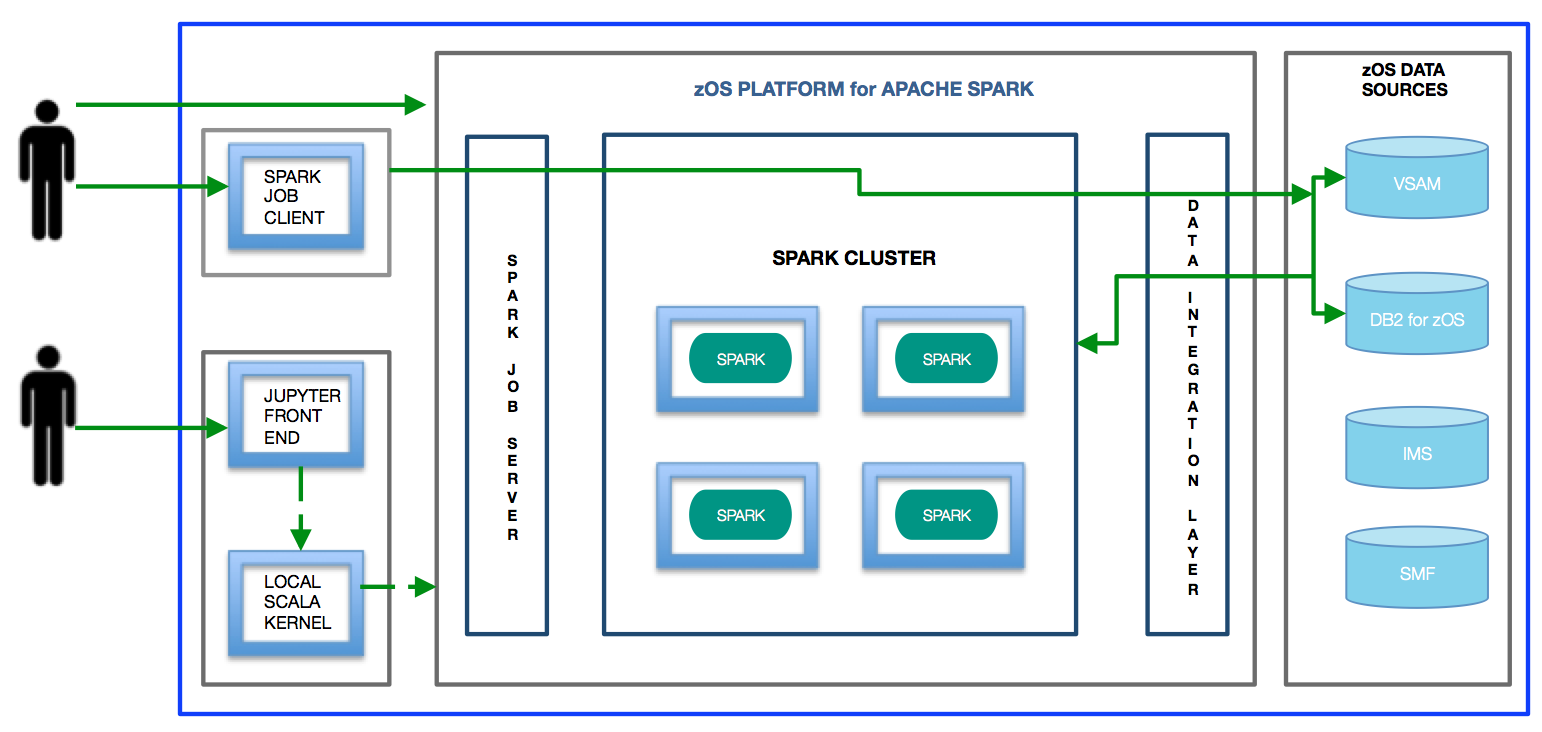 zOS PLATFORM for APACHE SPARK
zOS DATA
SOURCES
SPARK
JOB
CLIENT
JUPYTER
FRONT
END
LOCAL
SCALA
KERNEL
SPARK JOB SERVER
SPARK CLUSTER
SPARK
SPARK
SPARK
SPARK
DATA INTEGRATION LAYER
VSAM
DB2 for zOS
IMS
SMF